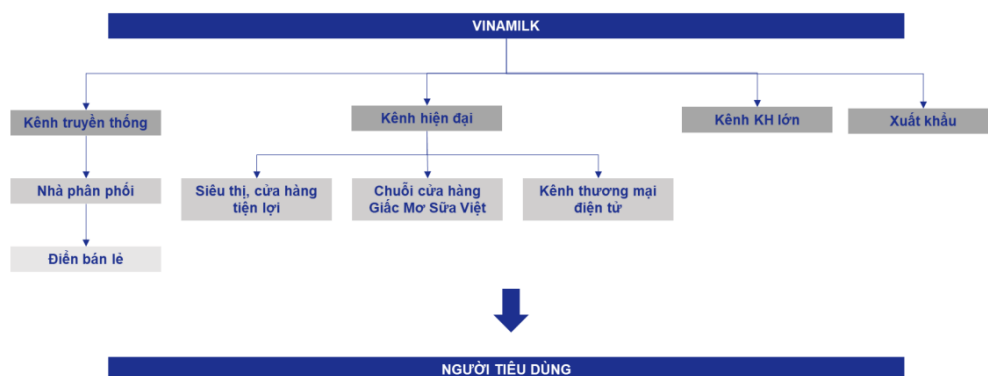 VINAMILK
Kênh truyền thống
Kênh hiện đại
Kênh KH lớn
Xuất khẩu
Nhà phân phối
Siêu thị, cửa hàng
tiện lợi
Chuỗi cửa hàng
Giấc Mơ Sữa Việt
Kênh thương mại
điện tử
Điển bán lẻ
NGƯỜI TIÊU DÙNG